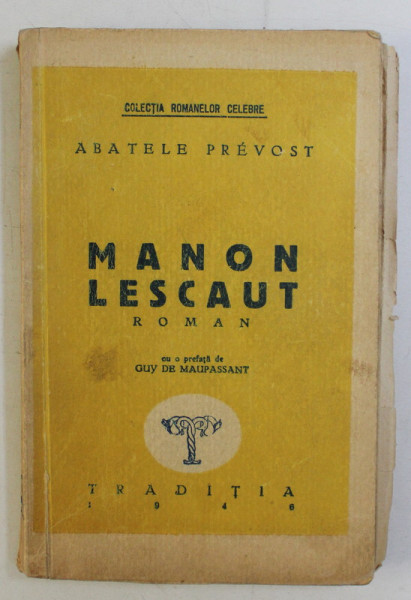 COLECȚIA ROMANELOR CELEBRE
ABATELE PRÉVOST
MANON
LESCAUT
ROMAN
cu o prefață de
GUY DE MAUPASSANT
TRADIȚIA
1946